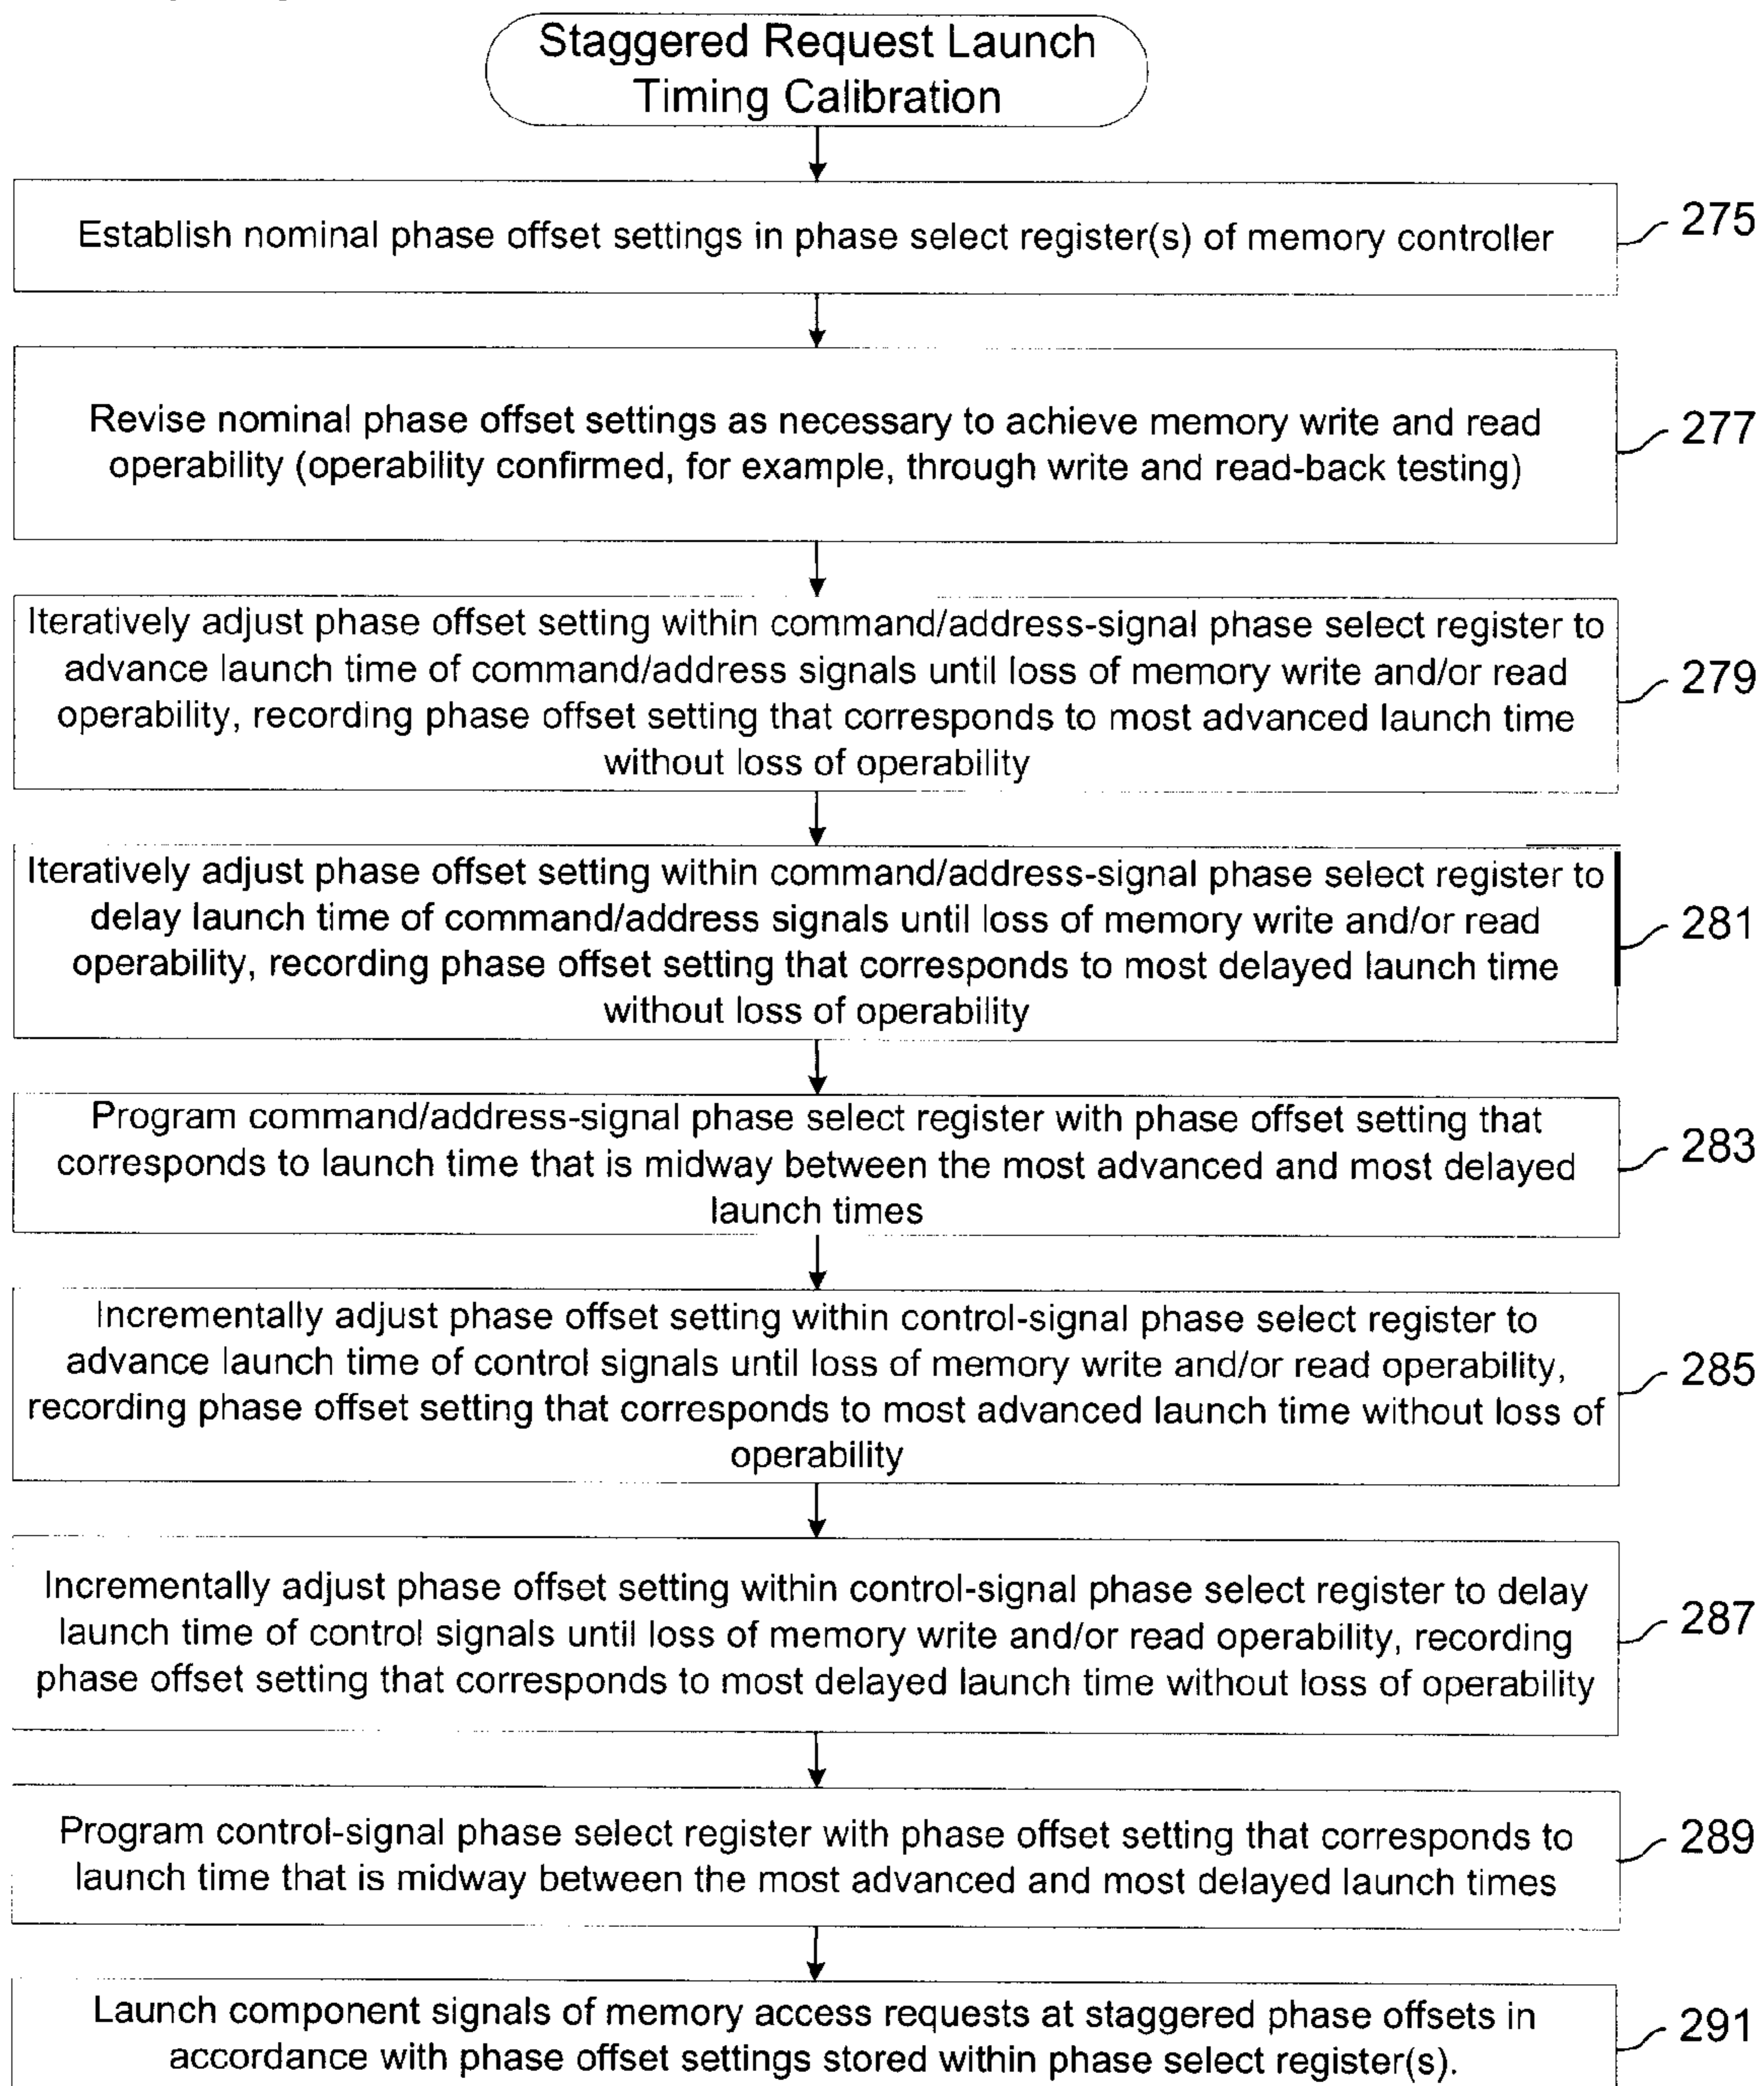 Staggered Request Launch
Timing Calibration
Establish nominal phase offset settings in phase select register(s) of memory controller
275
Revise nominal phase offset settings as necessary to achieve memory write and read
operability (operability confirmed, for example, through write and read-back testing)
277
Iteratively adjust phase offset setting within command/address-signal phase select register to
advance launch time of command/address signals until loss of memory write and/or read
operability, recording phase offset setting that corresponds to most advanced launch time
without loss of operability
279
Iteratively adjust phase offset setting within command/address-signal phase select register to
delay launch time of command/address signals until loss of memory write and/or read
operability, recording phase offset setting that corresponds to most delayed launch time
without loss of operability
281
Program command/address-signal phase select register with phase offset setting that
corresponds to launch time that is midway between the most advanced and most delayed
launch times
283
Incrementally adjust phase offset setting within control-signal phase select register to
advance launch time of control signals until loss of memory write and/or read operability,
recording phase offset setting that corresponds to most advanced launch time without loss of
operability
285
Incrementally adjust phase offset setting within control-signal phase select register to delay
launch time of control signals until loss of memory write and/or read operability, recording
phase offset setting that corresponds to most delayed launch time without loss of operability
287
Program control-signal phase select register with phase offset setting that corresponds to
launch time that is midway between the most advanced and most delayed launch times
289
Launch component signals of memory access requests at staggered phase offsets in
accordance with phase offset settings stored within phase select register(s).
291